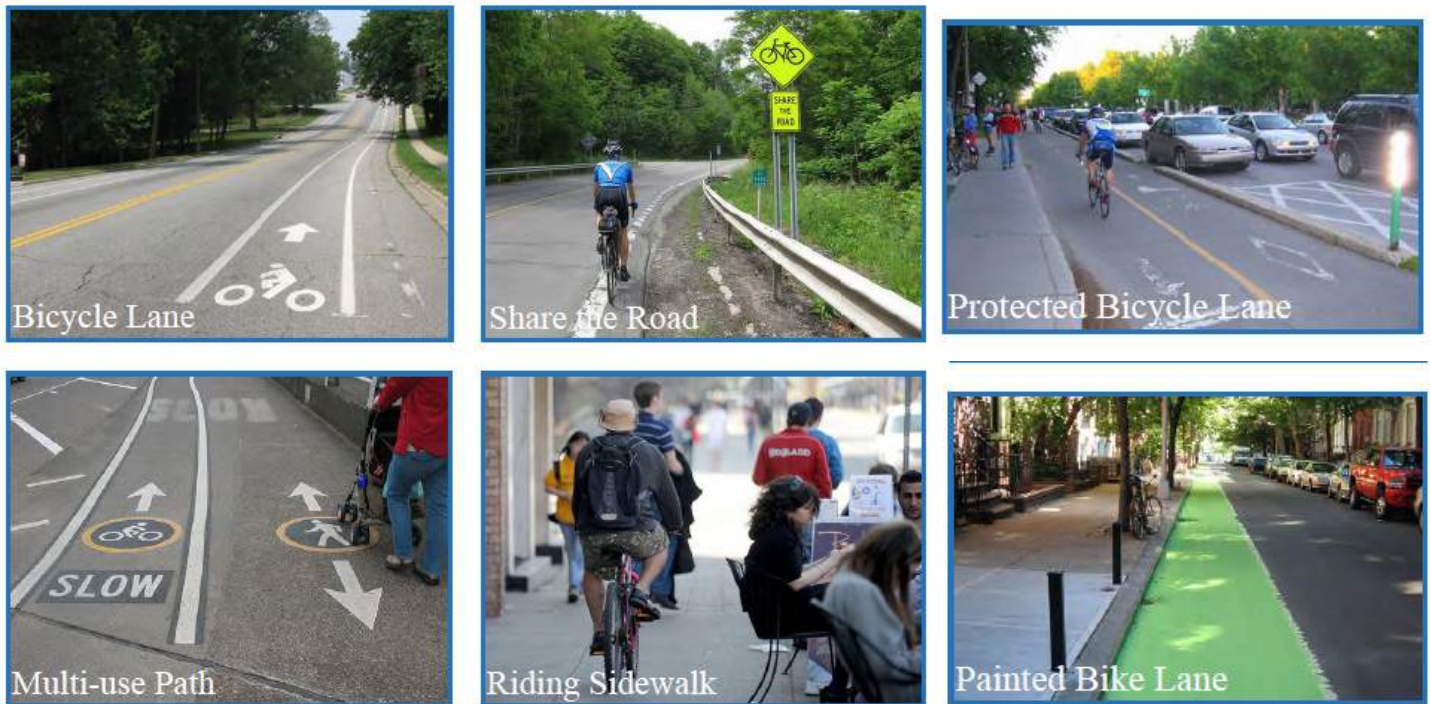 SHARE
THE
ROAD
Bicycle Lane
Share the Road
Protected Bicycle Lane
SLOW
ENGLAND
SLOW
Multi-use Path
Riding Sidewalk
Painted Bike Lane